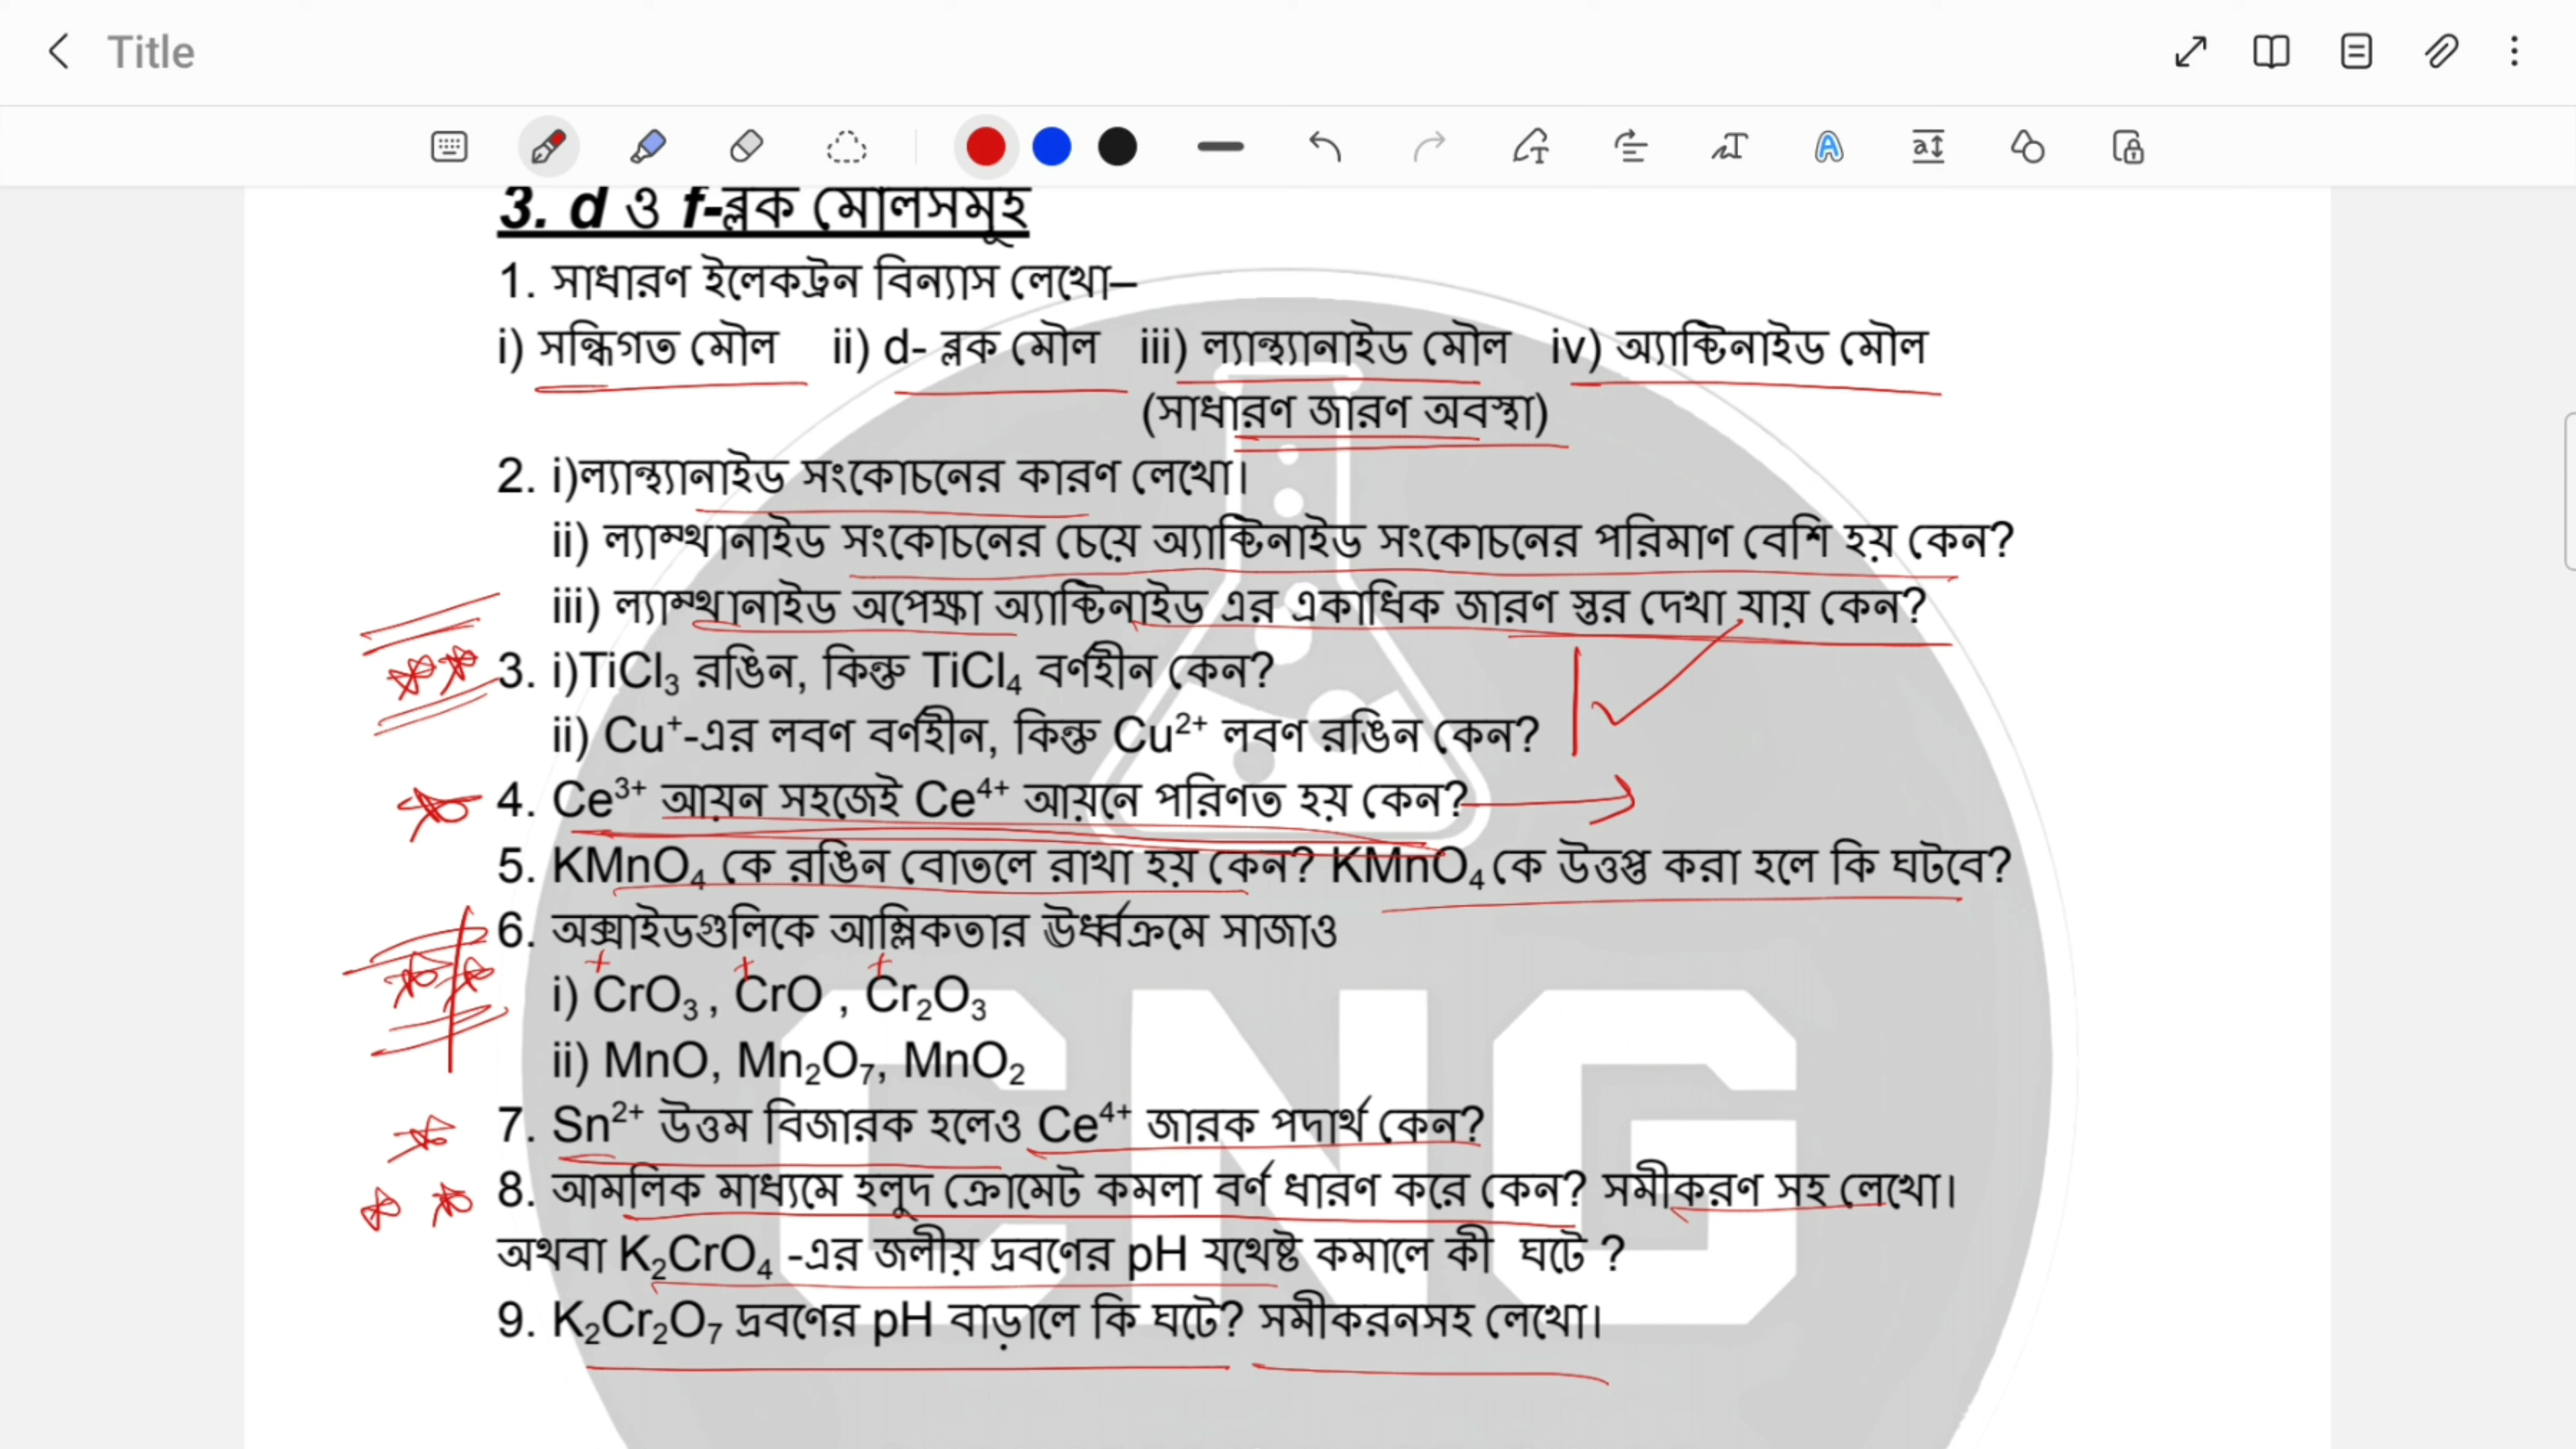 Title
3. d ও f-ব্লক মৌলসমূহ
1. সাধারণ ইলেকট্রন বিন্যাস লেখো–
i) সন্ধিগত মৌল ii) d- ব্লক মৌল iii) ল্যান্থ্যানাইড মৌল iv) অ্যাক্টিনাইড মৌল
(সাধারণ জারণ অবস্থা)
2. i)ল্যান্থ্যানাইড সংকোচনের কারণ লেখো।
ii) ল্যাম্থানাইড সংকোচনের চেয়ে অ্যাক্টিনাইড সংকোচনের পরিমাণ বেশি হয় কেন?
iii) ল্যাম্থানাইড অপেক্ষা অ্যাক্টিনাইড এর একাধিক জারণ স্তর দেখা যায় কেন?
3. i)TiCl₃ রঙিন, কিন্তু TiCl₄ বর্ণহীন কেন?
ii) Cu⁺-এর লবণ বর্ণহীন, কিন্তু Cu²⁺ লবণ রঙিন কেন?
4. Ce³⁺ আয়ন সহজেই Ce⁴⁺ আয়নে পরিণত হয় কেন?
5. KMnO₄ কে রঙিন বোতলে রাখা হয় কেন? KMnO₄ কে উত্তপ্ত করা হলে কি ঘটবে?
6. অক্সাইডগুলিকে আম্লিকতার ঊর্ধ্বক্রমে সাজাও
i) CrO₃ , CrO , Cr₂O₃
ii) MnO, Mn₂O₇, MnO₂
7. Sn²⁺ উত্তম বিজারক হলেও Ce⁴⁺ জারক পদার্থ কেন?
8. আমলিক মাধ্যমে হলুদ ক্রোমেট কমলা বর্ণ ধারণ করে কেন? সমীকরণ সহ লেখো।
অথবা K₂CrO₄ -এর জলীয় দ্রবণের pH যথেষ্ট কমালে কী ঘটে ?
9. K₂Cr₂O₇ দ্রবণের pH বাড়ালে কি ঘটে? সমীকরনসহ লেখো।
CNG